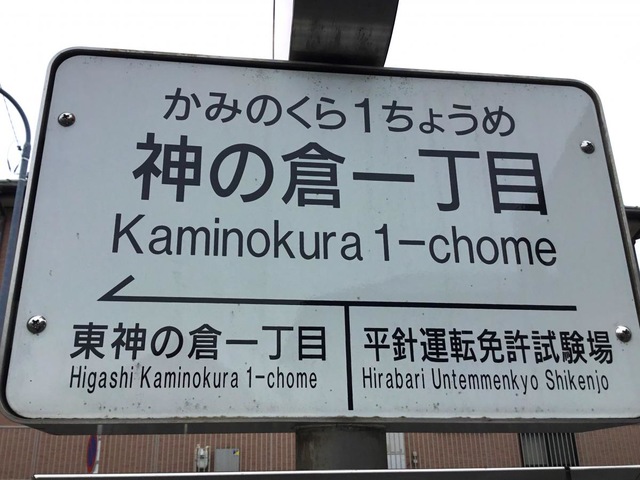 かみのくら1ちょうめ
神の倉一丁目
Kaminokura 1-chome
東神の倉一丁目
Higashi Kaminokura 1-chome
平針運転免許試験場
Hirabari Untemmenkyo Shikenjo